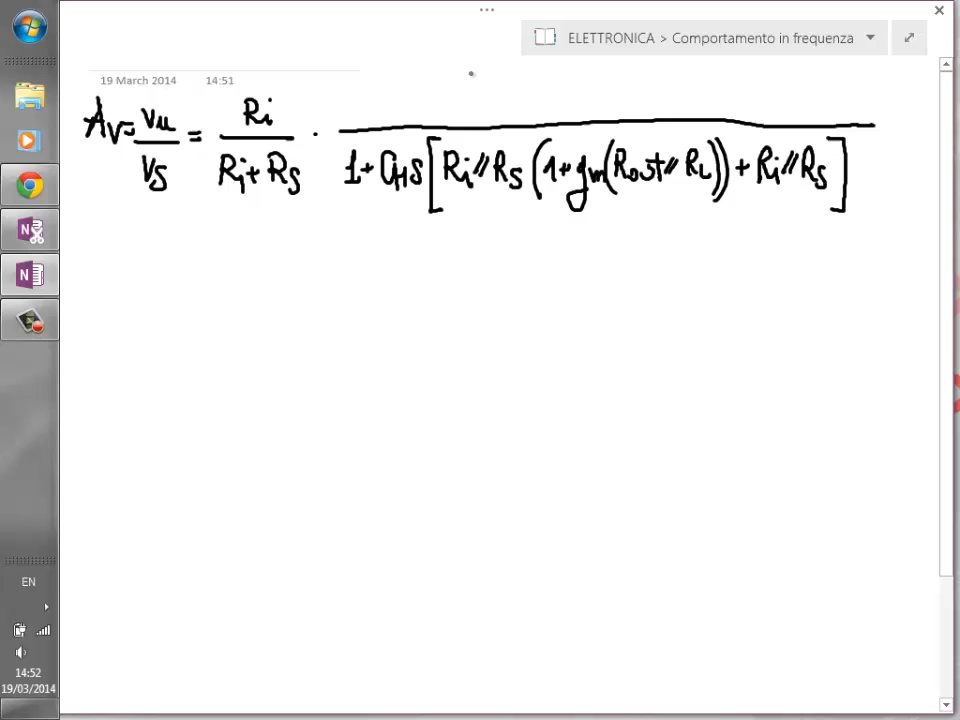 ELETTRONICA > Comportamento in frequenza
19 March 2014 14:51
Av = vu / vs = Ri / (Ri + Rs) · 1 + CHS [Ri // Rs (1 + gm (Rout // RL)) + Ri // Rs]
EN
14:52
19/03/2014